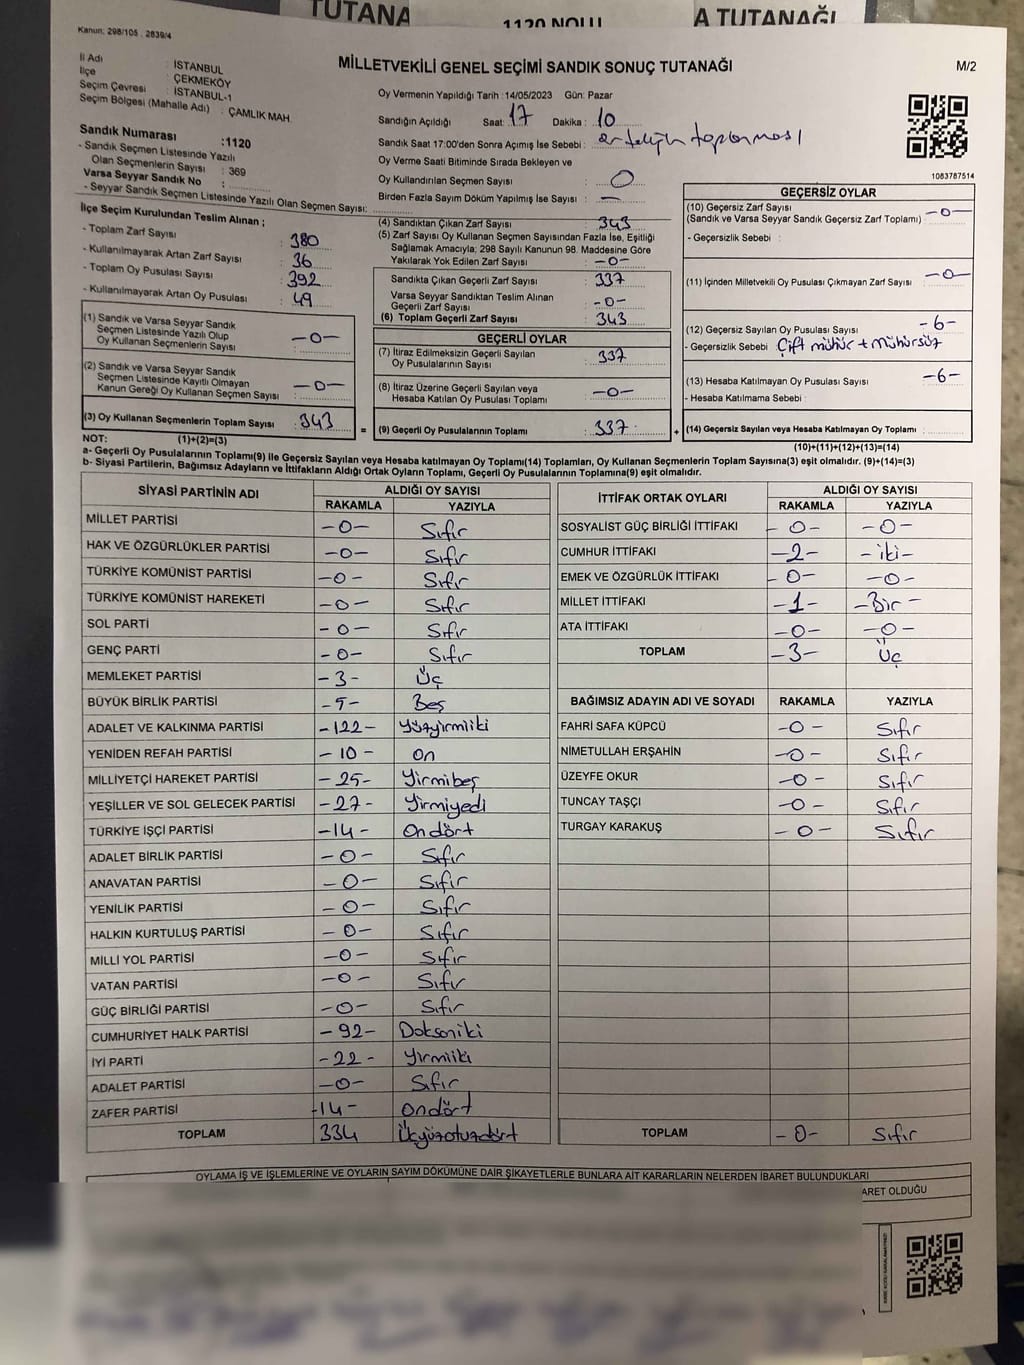 TUTANA
1120 NOLU
A TUTANAĞI
Kanun: 298/105 . 2839/4
MİLLETVEKİLİ GENEL SEÇİMİ SANDIK SONUÇ TUTANAĞI
M/2
İl Adı : İSTANBUL
İlçe : ÇEKMEKÖY
Seçim Çevresi : İSTANBUL-1
Seçim Bölgesi (Mahalle Adı) : ÇAMLIK MAH.
Sandık Numarası :1120
- Sandık Seçmen Listesinde Yazılı
Olan Seçmenlerin Sayısı : 369
Varsa Seyyar Sandık No :
- Seyyar Sandık Seçmen Listesinde Yazılı Olan Seçmen Sayısı:
Oy Vermenin Yapıldığı Tarih :14/05/2023 Gün: Pazar
Sandığın Açıldığı Saat: 17 Dakika : 10
Sandık Saat 17:00'den Sonra Açımış İse Sebebi : toplanması
Oy Verme Saati Bitiminde Sırada Bekleyen ve
Oy Kullandırılan Seçmen Sayısı : 0
Birden Fazla Sayım Döküm Yapılmış İse Sayısı : —
1083787514
İlçe Seçim Kurulundan Teslim Alınan ;
- Toplam Zarf Sayısı : 380
- Kullanılmayarak Artan Zarf Sayısı : 36
- Toplam Oy Pusulası Sayısı : 392
- Kullanılmayarak Artan Oy Pusulası : 49
(1) Sandık ve Varsa Seyyar Sandık
Seçmen Listesinde Yazılı Olup
Oy Kullanan Seçmenlerin Sayısı : -0-
(2) Sandık ve Varsa Seyyar Sandık
Seçmen Listesinde Kayıtlı Olmayan
Kanun Gereği Oy Kullanan Seçmen Sayısı : -0-
(3) Oy Kullanan Seçmenlerin Toplam Sayısı : 343 =
(4) Sandıktan Çıkan Zarf Sayısı : 343
(5) Zarf Sayısı Oy Kullanan Seçmen Sayısından Fazla İse, Eşitliği
Sağlamak Amacıyla; 298 Sayılı Kanunun 98. Maddesine Göre
Yakılarak Yok Edilen Zarf Sayısı : -0-
Sandıkta Çıkan Geçerli Zarf Sayısı : 337
Varsa Seyyar Sandıktan Teslim Alınan
Geçerli Zarf Sayısı : -0-
(6) Toplam Geçerli Zarf Sayısı : 343
GEÇERLİ OYLAR
(7) İtiraz Edilmeksizin Geçerli Sayılan
Oy Pusulalarının Sayısı : 337
(8) İtiraz Üzerine Geçerli Sayılan veya
Hesaba Katılan Oy Pusulası Toplamı : -0-
(9) Geçerli Oy Pusulalarının Toplamı : 337 +
GEÇERSİZ OYLAR
(10) Geçersiz Zarf Sayısı
(Sandık ve Varsa Seyyar Sandık Geçersiz Zarf Toplamı) : -0-
- Geçersizlik Sebebi :
(11) İçinden Milletvekili Oy Pusulası Çıkmayan Zarf Sayısı : -0-
(12) Geçersiz Sayılan Oy Pusulası Sayısı : -6-
- Geçersizlik Sebebi : Çift mühür + mühürsüz
(13) Hesaba Katılmayan Oy Pusulası Sayısı : -6-
- Hesaba Katılmama Sebebi :
(14) Geçersiz Sayılan veya Hesaba Katılmayan Oy Toplamı :
NOT: (1)+(2)=(3)
(10)+(11)+(12)+(13)=(14)
a- Geçerli Oy Pusulalarının Toplamı(9) ile Geçersiz Sayılan veya Hesaba katılmayan Oy Toplamı(14) Toplamları, Oy Kullanan Seçmenlerin Toplam Sayısına(3) eşit olmalıdır. (9)+(14)=(3)
b- Siyasi Partilerin, Bağımsız Adayların ve İttifakların Aldığı Ortak Oyların Toplamı, Geçerli Oy Pusulalarının Toplamına(9) eşit olmalıdır.
SİYASİ PARTİNİN ADI ALDIĞI OY SAYISI
RAKAMLA YAZIYLA
MİLLET PARTİSİ -0- Sıfır
HAK VE ÖZGÜRLÜKLER PARTİSİ -0- Sıfır
TÜRKİYE KOMÜNİST PARTİSİ -0- Sıfır
TÜRKİYE KOMÜNİST HAREKETİ -0- Sıfır
SOL PARTİ -0- Sıfır
GENÇ PARTİ -0- Sıfır
MEMLEKET PARTİSİ -3- Üç
BÜYÜK BİRLİK PARTİSİ -5- Beş
ADALET VE KALKINMA PARTİSİ -122- Yüzyirmiiki
YENİDEN REFAH PARTİSİ -10- On
MİLLİYETÇİ HAREKET PARTİSİ -25- Yirmibeş
YEŞİLLER VE SOL GELECEK PARTİSİ -27- Yirmiyedi
TÜRKİYE İŞÇİ PARTİSİ -14- Ondört
ADALET BİRLİK PARTİSİ -0- Sıfır
ANAVATAN PARTİSİ -0- Sıfır
YENİLİK PARTİSİ -0- Sıfır
HALKIN KURTULUŞ PARTİSİ -0- Sıfır
MİLLİ YOL PARTİSİ -0- Sıfır
VATAN PARTİSİ -0- Sıfır
GÜÇ BİRLİĞİ PARTİSİ -0- Sıfır
CUMHURİYET HALK PARTİSİ -92- Doksaniki
İYİ PARTİ -22- Yirmiiki
ADALET PARTİSİ -0- Sıfır
ZAFER PARTİSİ -14- Ondört
TOPLAM 334 Üçyüzotuzdört
İTTİFAK ORTAK OYLARI ALDIĞI OY SAYISI
RAKAMLA YAZIYLA
SOSYALİST GÜÇ BİRLİĞİ İTTİFAKI -0- -0-
CUMHUR İTTİFAKI -2- -iki-
EMEK VE ÖZGÜRLÜK İTTİFAKI -0- -0-
MİLLET İTTİFAKI -1- -Bir-
ATA İTTİFAKI -0- -0-
TOPLAM -3- Üç
BAĞIMSIZ ADAYIN ADI VE SOYADI RAKAMLA YAZIYLA
FAHRİ SAFA KÜPCÜ -0- Sıfır
NİMETULLAH ERŞAHİN -0- Sıfır
ÜZEYFE OKUR -0- Sıfır
TUNCAY TAŞÇI -0- Sıfır
TURGAY KARAKUŞ -0- Sıfır
TOPLAM -0- Sıfır
OYLAMA İŞ VE İŞLEMLERİNE VE OYLARIN SAYIM DÖKÜMÜNE DAİR ŞİKAYETLERLE BUNLARA AİT KARARLARIN NELERDEN İBARET BULUNDUKLARI
ARET OLDUĞU